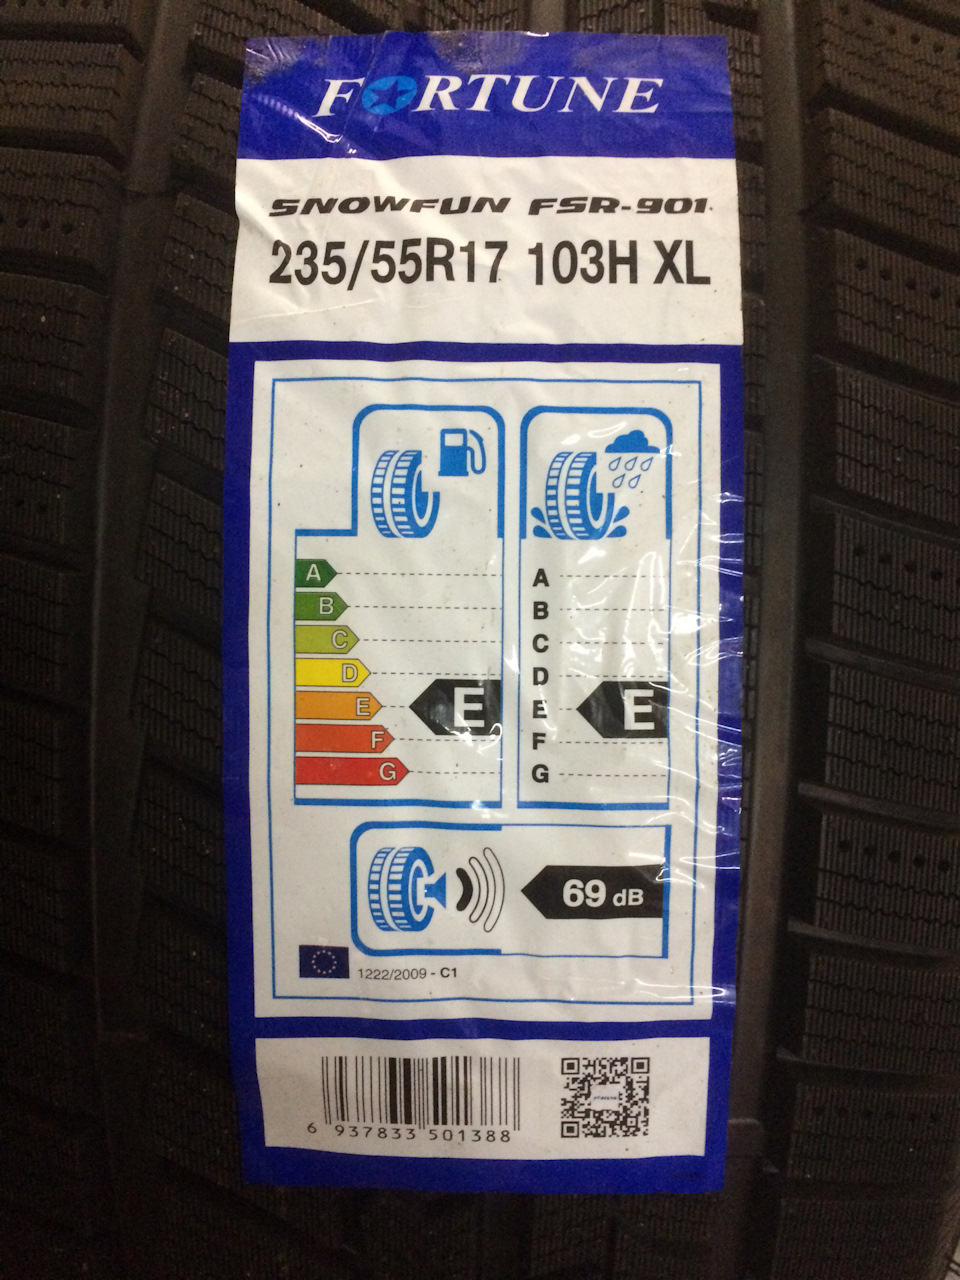 FORTUNE
SNOWFUN FSR-901
235/55R17 103H XL
A
B
C
D
E
F
G
E
A
B
C
D
E
F
G
E
69 dB
1222/2009 - C1
6 937833 501388